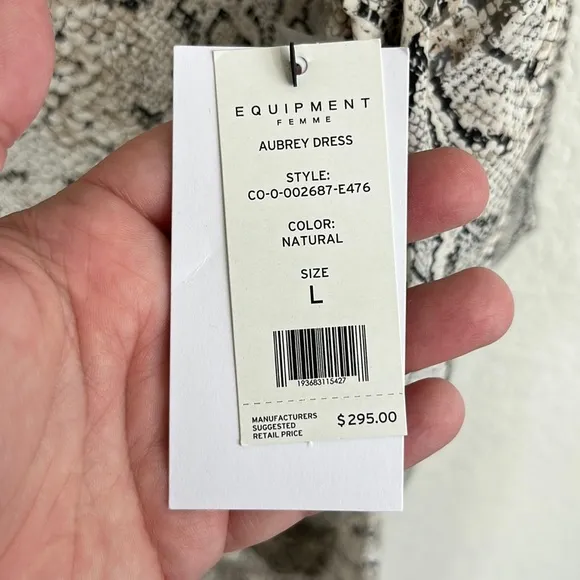 EQUIPMENT
FEMME
AUBREY DRESS
STYLE:
CO-0-002687-E476
COLOR:
NATURAL
SIZE
L
193683115427
MANUFACTURERS
SUGGESTED
RETAIL PRICE
$295.00